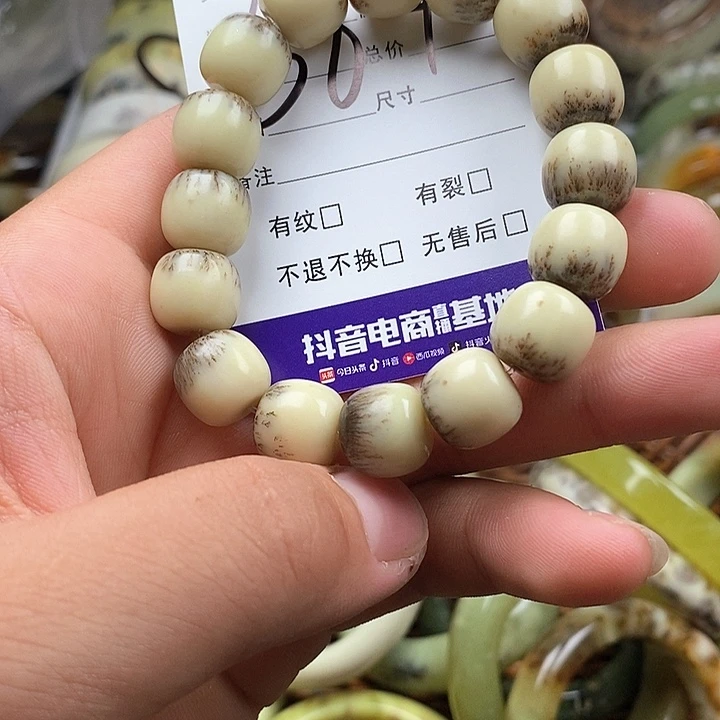 总价
尺寸
备注
有纹□ 有裂□
不退不换□ 无售后□
抖音电商直播基地
头条 今日头条 抖音 西瓜视频 抖音火